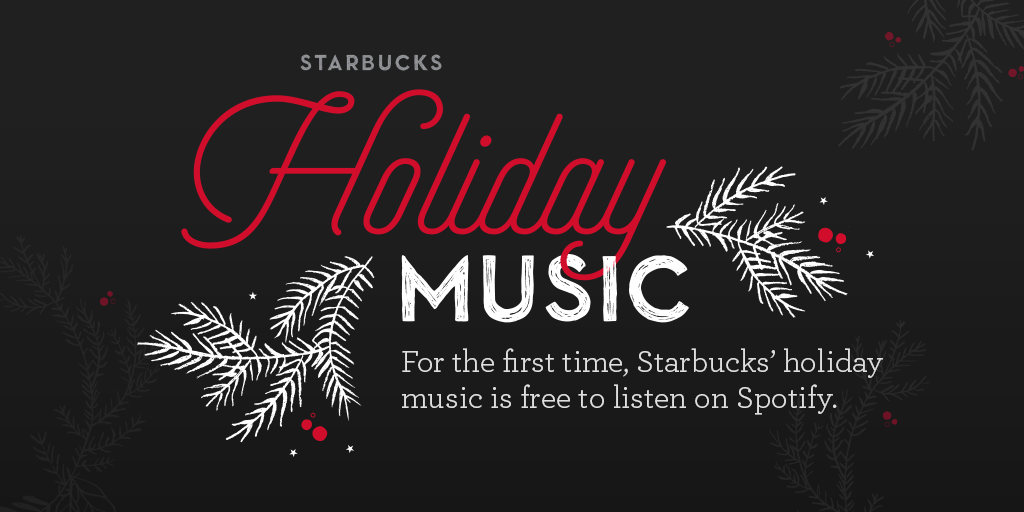 STARBUCKS
Holiday
MUSIC
For the first time, Starbucks’ holiday
music is free to listen on Spotify.